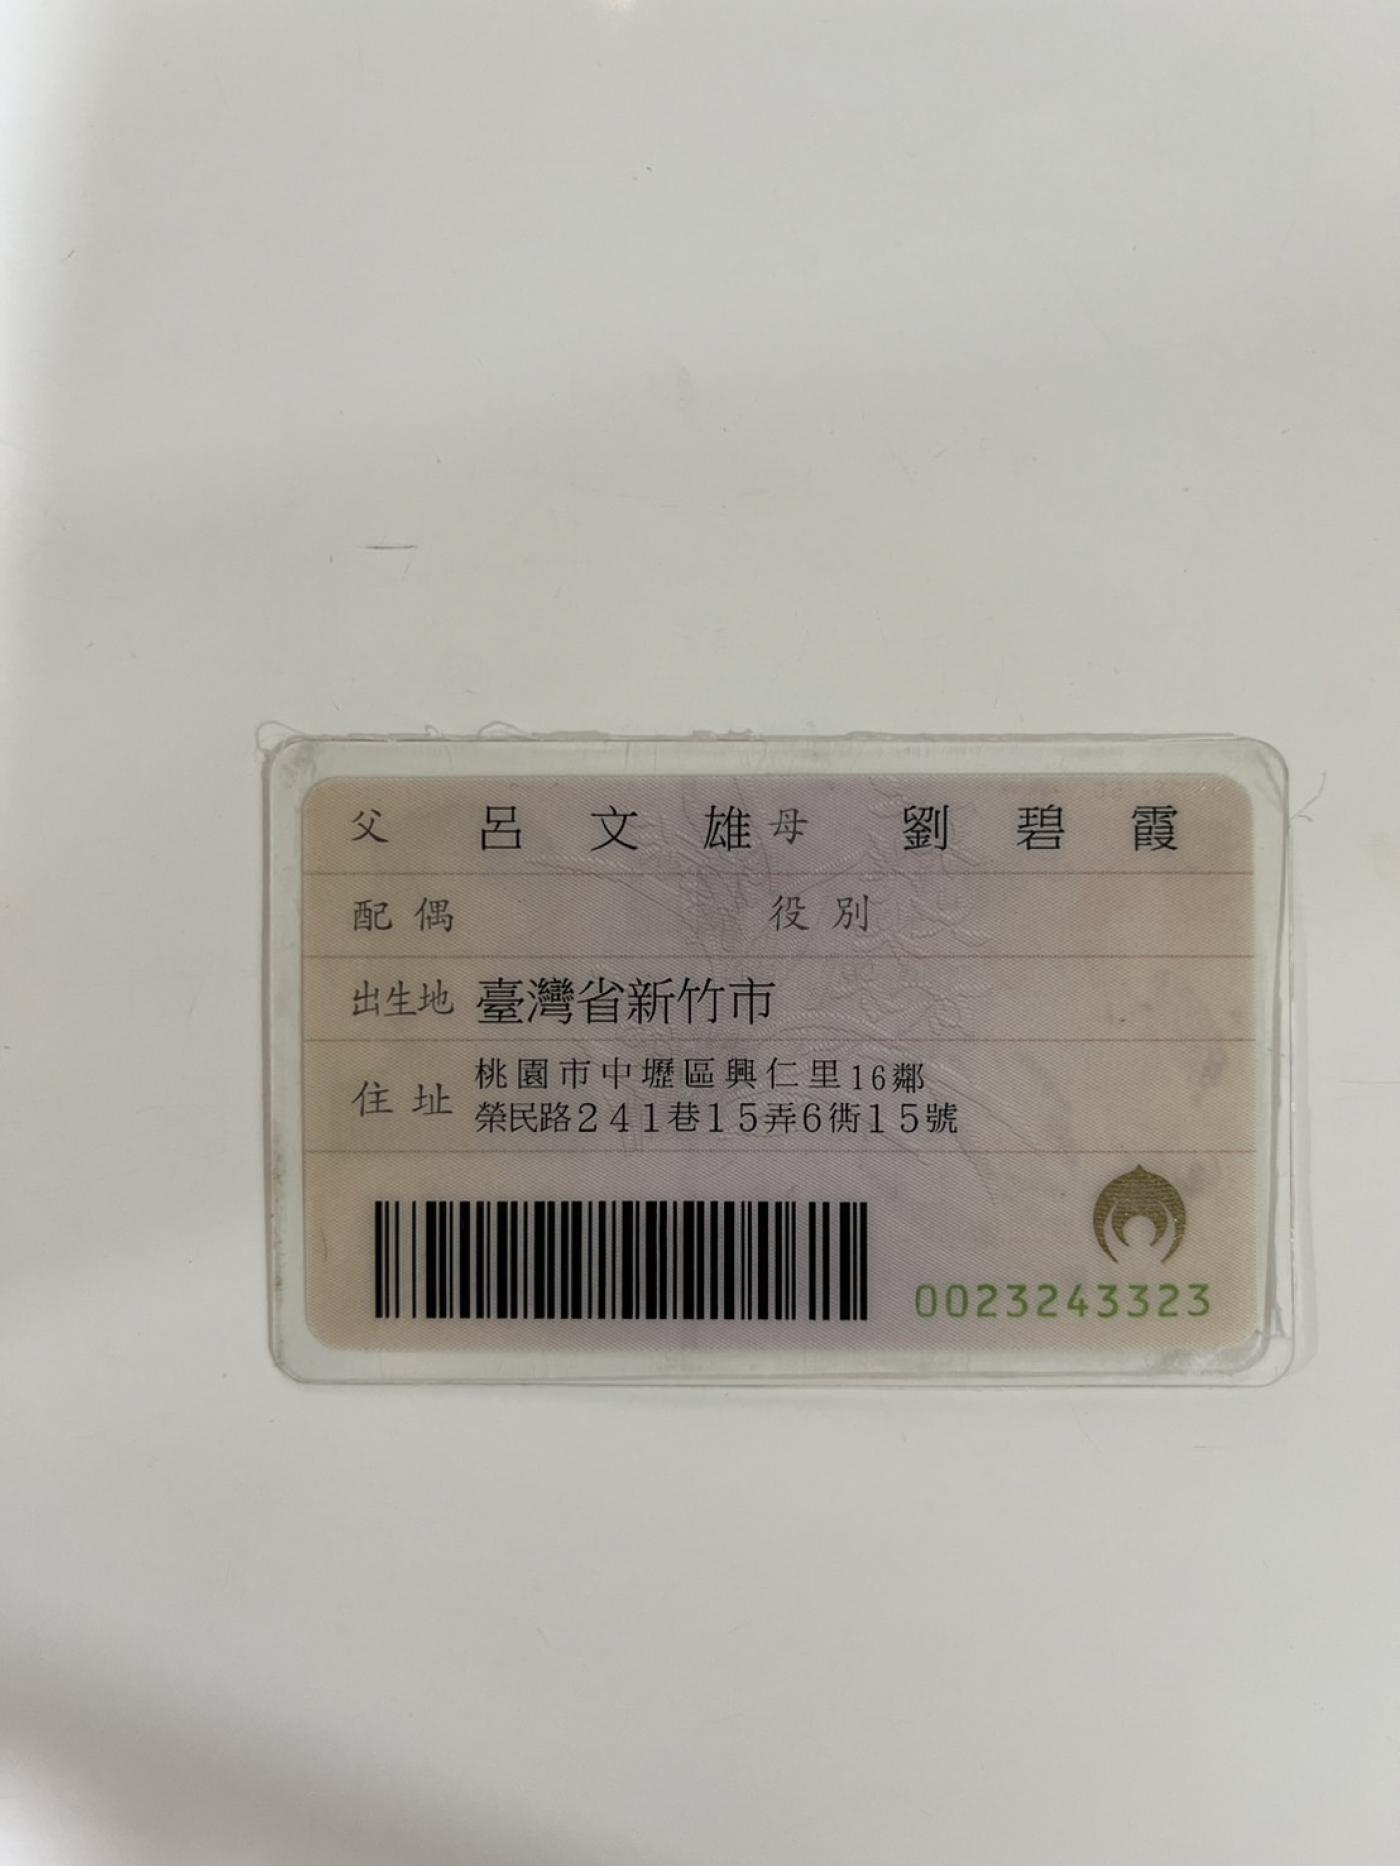 父 呂文雄 母 劉碧霞
配偶 役別
出生地 臺灣省新竹市
住址 桃園市中壢區興仁里16鄰
榮民路241巷15弄6衖15號
0023243323